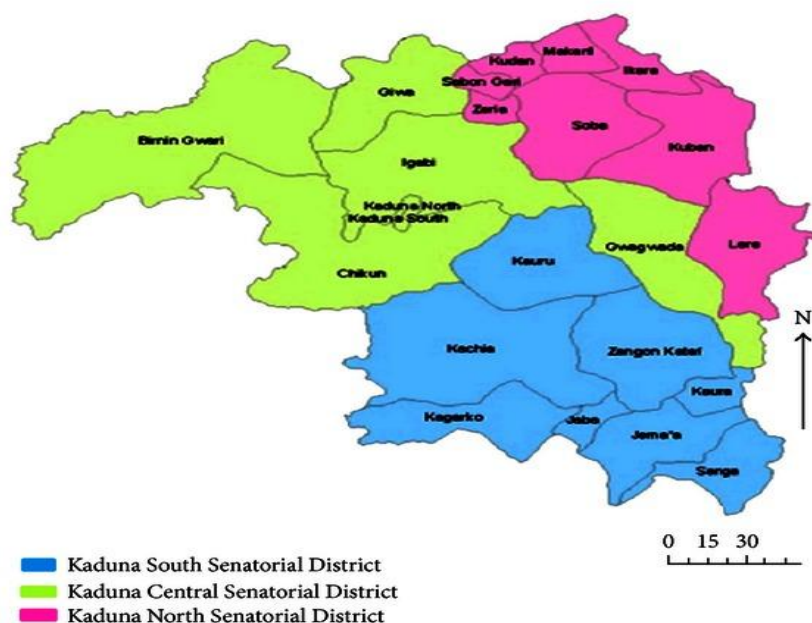 Makarfi
Kudan
Ikara
Sabon Gari
Giwa
Zaria
Soba
Birnin Gwari
Kuban
Igabi
Kaduna North
Kaduna South
Gwagwada
Lere
Kauru
Chikun
N
Kachia
Zangon Kataf
Kaura
Kagarko
Jaba
Jema'a
Sanga
0 15 30
Kaduna South Senatorial District
Kaduna Central Senatorial District
Kaduna North Senatorial District